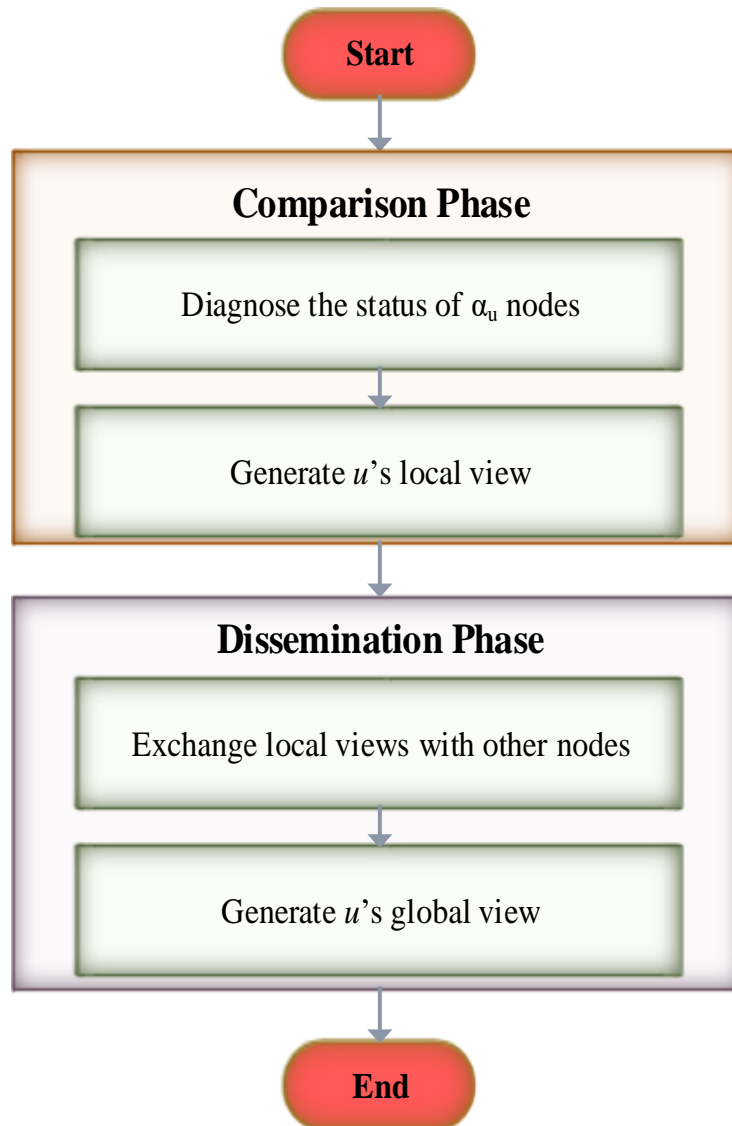 Start
Comparison Phase
Diagnose the status of αᵤ nodes
Generate u’s local view
Dissemination Phase
Exchange local views with other nodes
Generate u’s global view
End